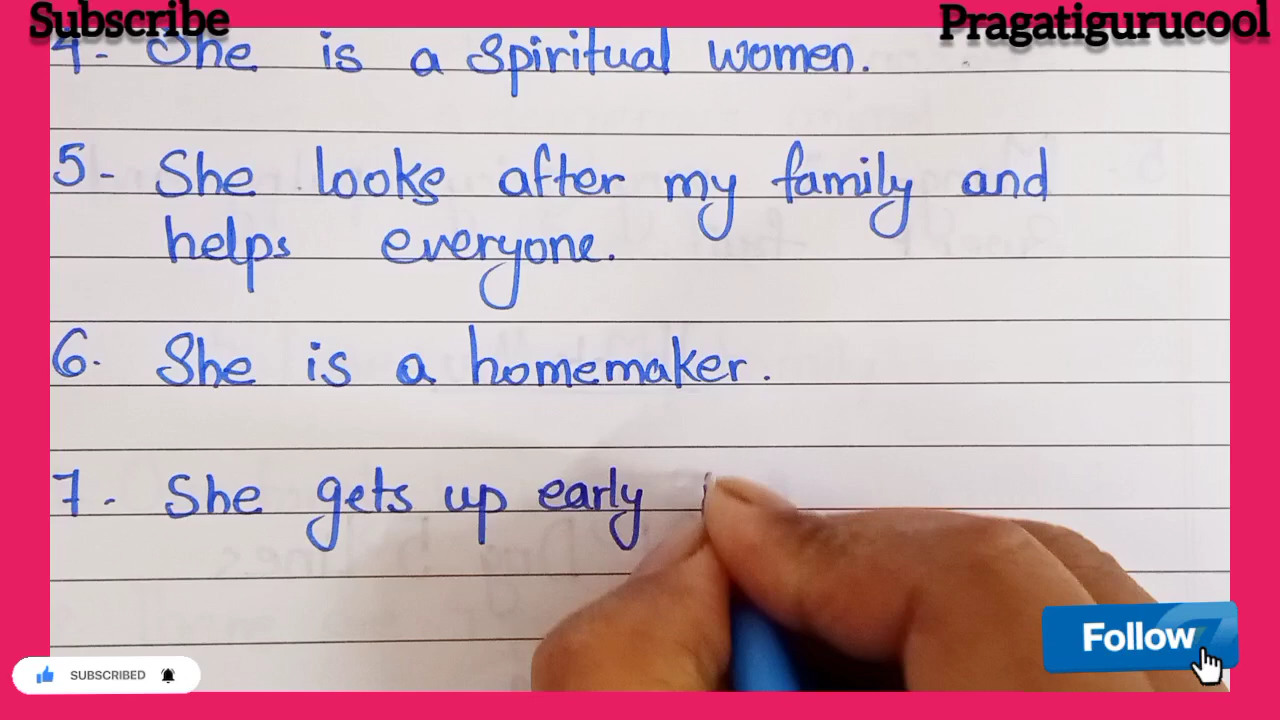 Subscribe
Pragatigurucool
4- She is a spiritual women.
5- She looks after my family and
helps everyone.
6. She is a homemaker.
7. She gets up early
Follow
SUBSCRIBED